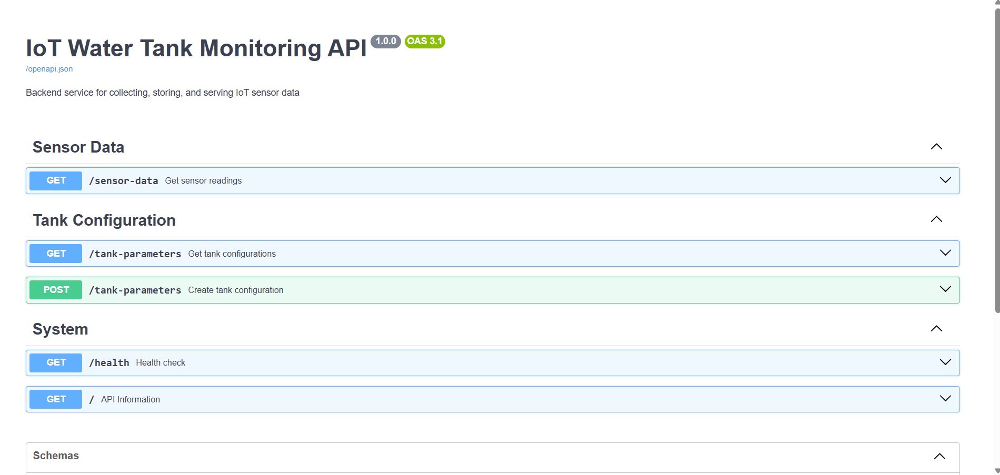 IoT Water Tank Monitoring API 1.0.0 OAS 3.1
/openapi.json
Backend service for collecting, storing, and serving IoT sensor data
Sensor Data
GET /sensor-data Get sensor readings
Tank Configuration
GET /tank-parameters Get tank configurations
POST /tank-parameters Create tank configuration
System
GET /health Health check
GET / API Information
Schemas